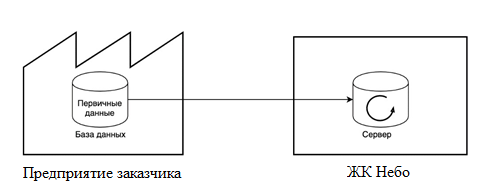 Первичные
данные
База данных
Сервер
Предприятие заказчика
ЖК Небо